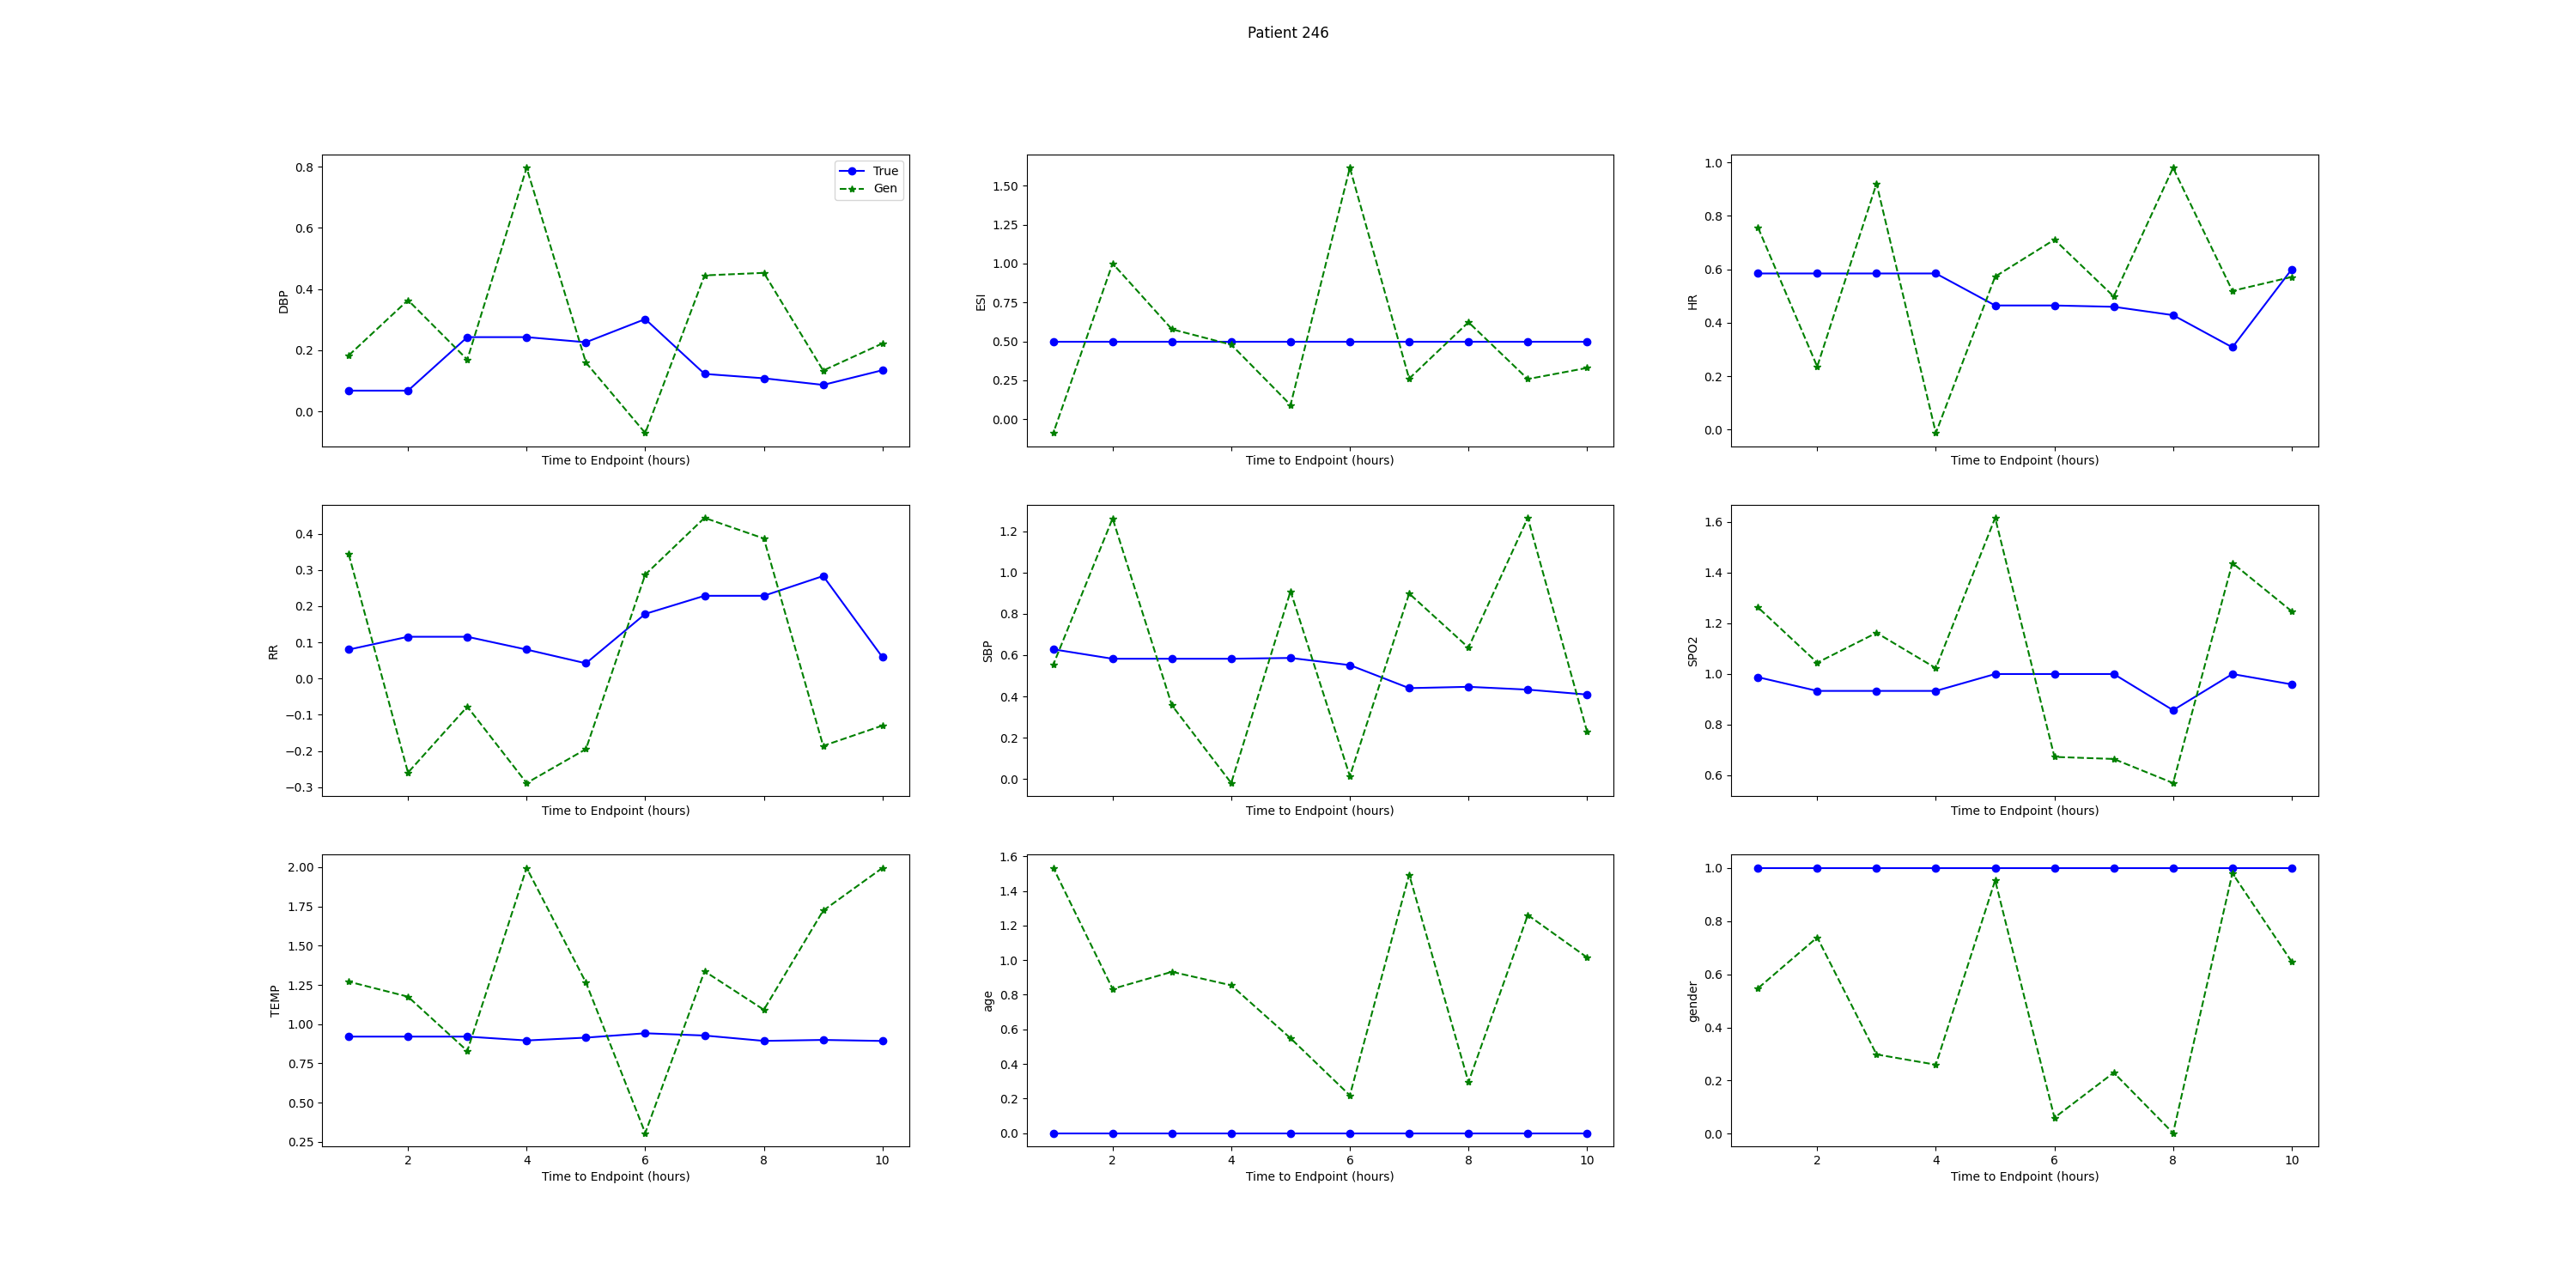 Patient 246
DBP
0.8
0.6
0.4
0.2
0.0
True
Gen
Time to Endpoint (hours)
ESI
1.50
1.25
1.00
0.75
0.50
0.25
0.00
Time to Endpoint (hours)
HR
1.0
0.8
0.6
0.4
0.2
0.0
Time to Endpoint (hours)
RR
0.4
0.3
0.2
0.1
0.0
−0.1
−0.2
−0.3
Time to Endpoint (hours)
SBP
1.2
1.0
0.8
0.6
0.4
0.2
0.0
Time to Endpoint (hours)
SPO2
1.6
1.4
1.2
1.0
0.8
0.6
Time to Endpoint (hours)
TEMP
2.00
1.75
1.50
1.25
1.00
0.75
0.50
0.25
2 4 6 8 10
Time to Endpoint (hours)
age
1.6
1.4
1.2
1.0
0.8
0.6
0.4
0.2
0.0
2 4 6 8 10
Time to Endpoint (hours)
gender
1.0
0.8
0.6
0.4
0.2
0.0
2 4 6 8 10
Time to Endpoint (hours)